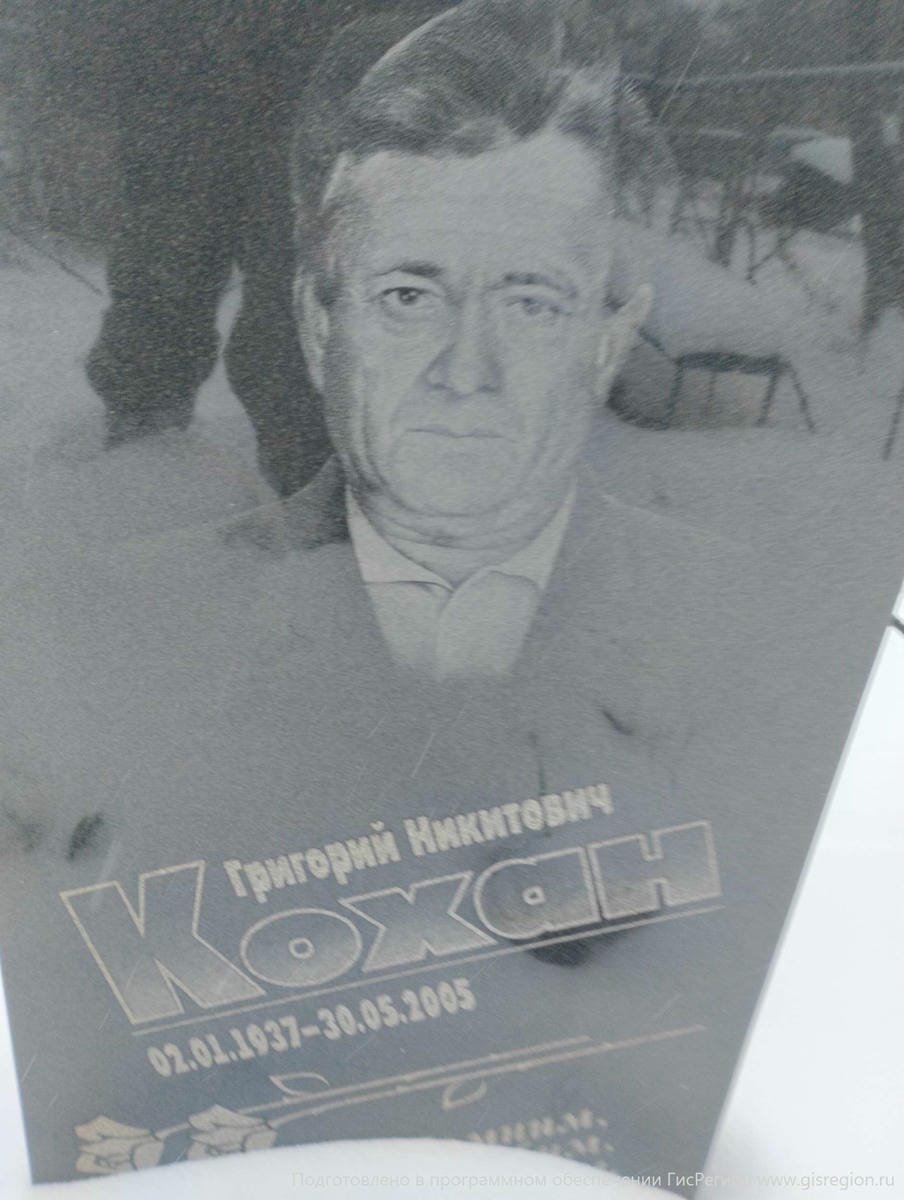 Григорий Никитович
Кохан
02.01.1937–30.05.2005
Подготовлено в программном обеспечении ГисРегион www.gisregion.ru